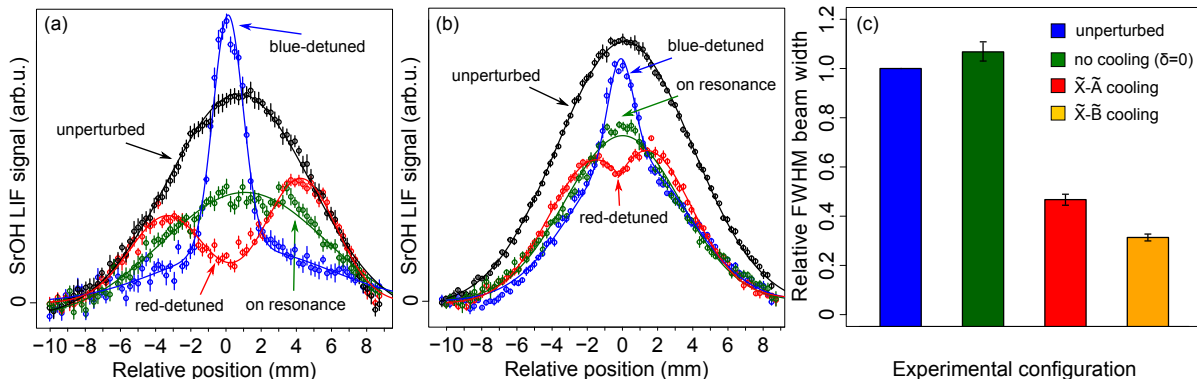 (a)
blue-detuned
unperturbed
red-detuned
on resonance
SrOH LIF signal (arb.u.)
0
−10 −8 −6 −4 −2 0 2 4 6 8
Relative position (mm)
(b)
blue-detuned
unperturbed
on resonance
red-detuned
SrOH LIF signal (arb.u.)
0
−10 −8 −6 −4 −2 0 2 4 6 8
Relative position (mm)
(c)
unperturbed
no cooling (δ=0)
X̃-Ã cooling
X̃-B̃ cooling
Relative FWHM beam width
1.2
1.0
0.8
0.6
0.4
0.2
0
Experimental configuration